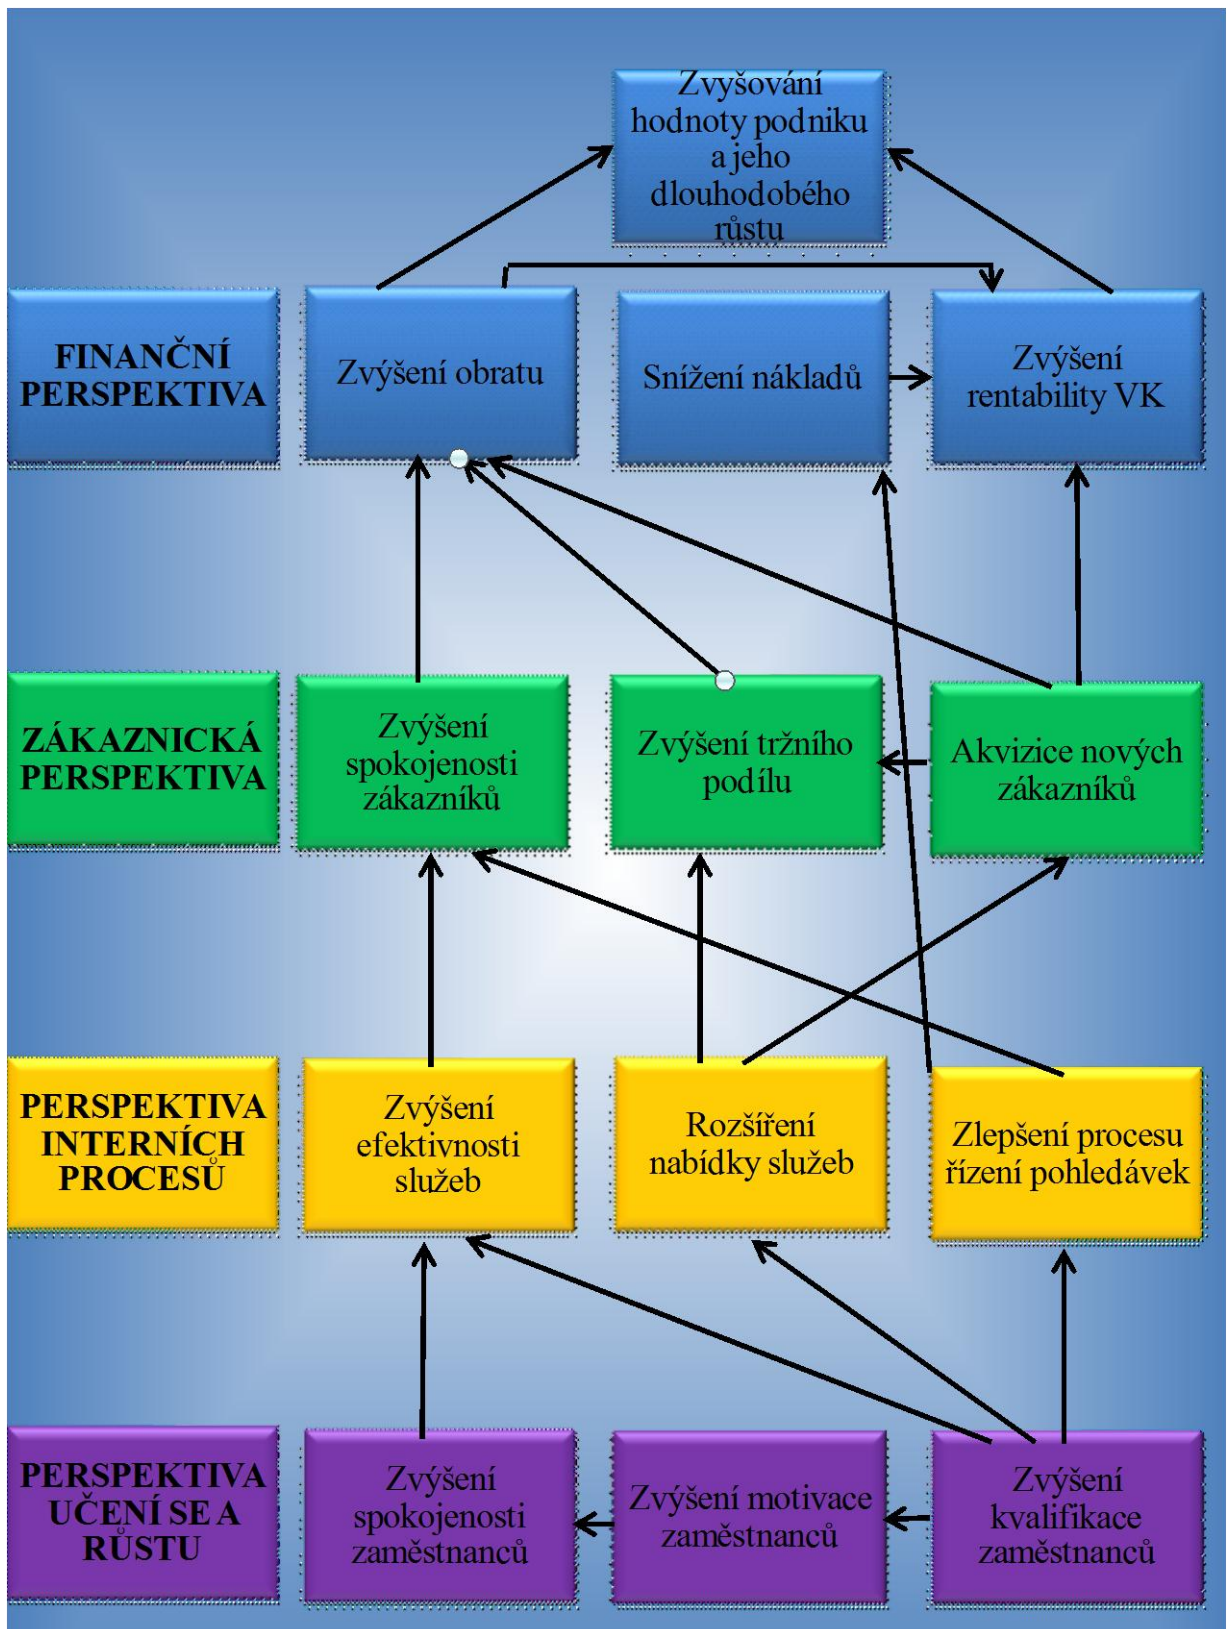 Zvyšování
hodnoty podniku
a jeho
dlouhodobého
růstu
FINANČNÍ
PERSPEKTIVA
Zvýšení obratu
Snížení nákladů
Zvýšení
rentability VK
ZÁKAZNICKÁ
PERSPEKTIVA
Zvýšení
spokojenosti
zákazníků
Zvýšení tržního
podílu
Akvizice nových
zákazníků
PERSPEKTIVA
INTERNÍCH
PROCESŮ
Zvýšení
efektivnosti
služeb
Rozšíření
nabídky služeb
Zlepšení procesu
řízení pohledávek
PERSPEKTIVA
UČENÍ SE A
RŮSTU
Zvýšení
spokojenosti
zaměstnanců
Zvýšení motivace
zaměstnanců
Zvýšení
kvalifikace
zaměstnanců